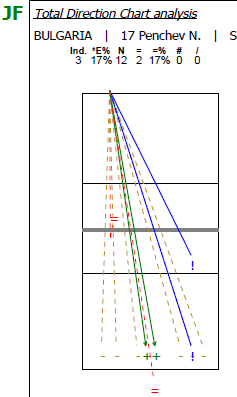 JF Total Direction Chart analysis
BULGARIA | 17 Penchev N. | S
Ind. *E% N = =% # /
3 17% 12 2 17% 0 0
=
!
- - - ++ - - ! -
=